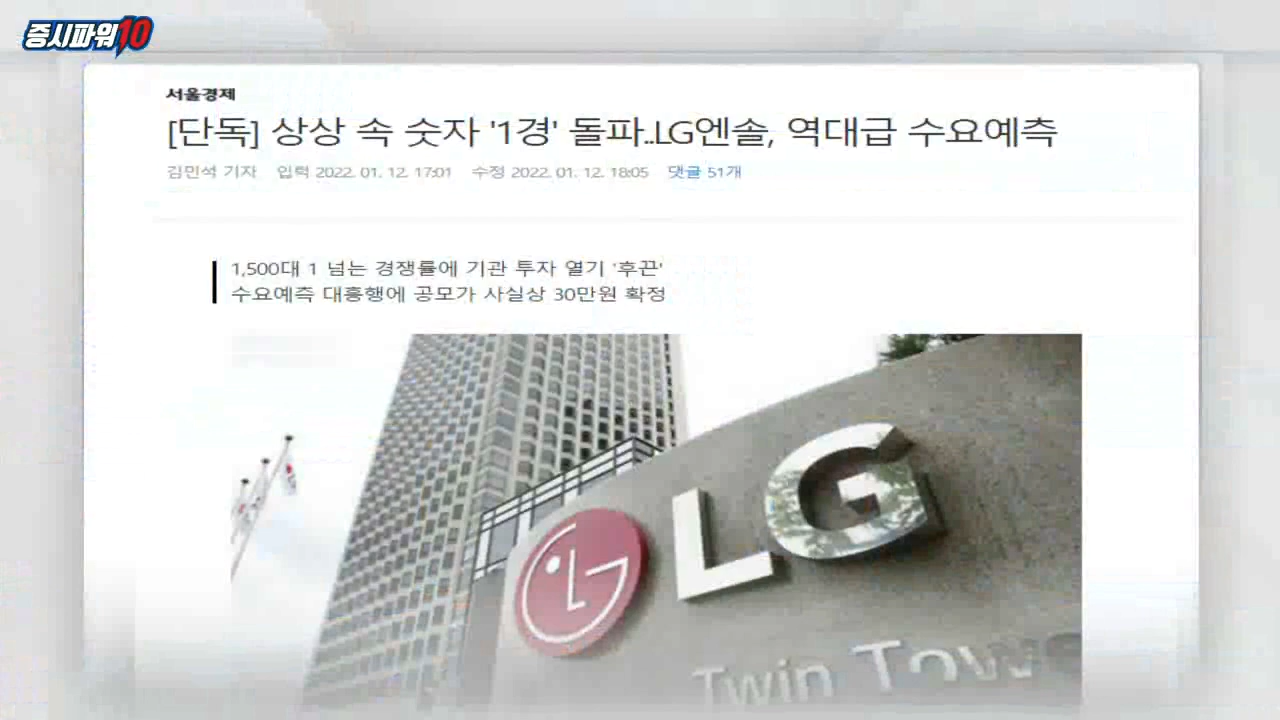 증시파워10
서울경제
[단독] 상상 속 숫자 '1경' 돌파..LG엔솔, 역대급 수요예측
김민석 기자 입력 2022. 01. 12. 17:01 수정 2022. 01. 12. 18:05 댓글 51개
1,500대 1 넘는 경쟁률에 기관 투자 열기 '후끈'
수요예측 대흥행에 공모가 사실상 30만원 확정
LG
LG
Twin Towe